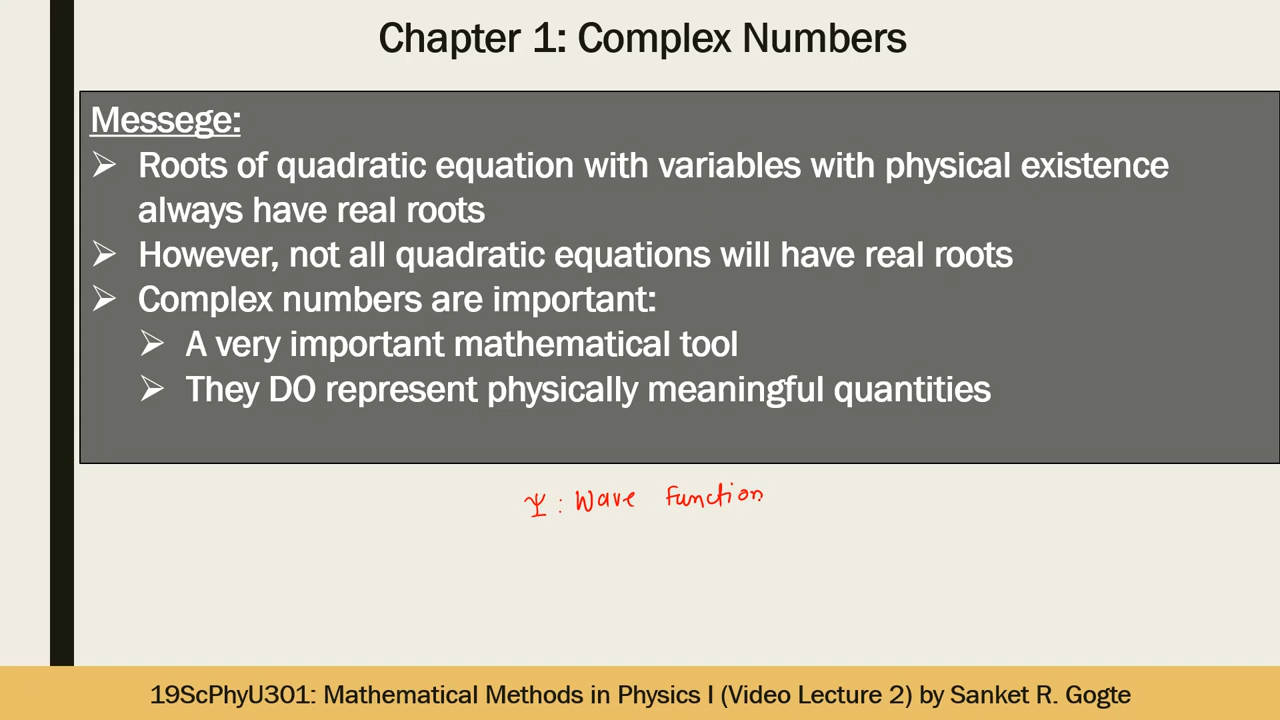 Chapter 1: Complex Numbers
Messege:
➢ Roots of quadratic equation with variables with physical existence
always have real roots
➢ However, not all quadratic equations will have real roots
➢ Complex numbers are important:
➢ A very important mathematical tool
➢ They DO represent physically meaningful quantities
Ψ : Wave Function
19ScPhyU301: Mathematical Methods in Physics I (Video Lecture 2) by Sanket R. Gogte